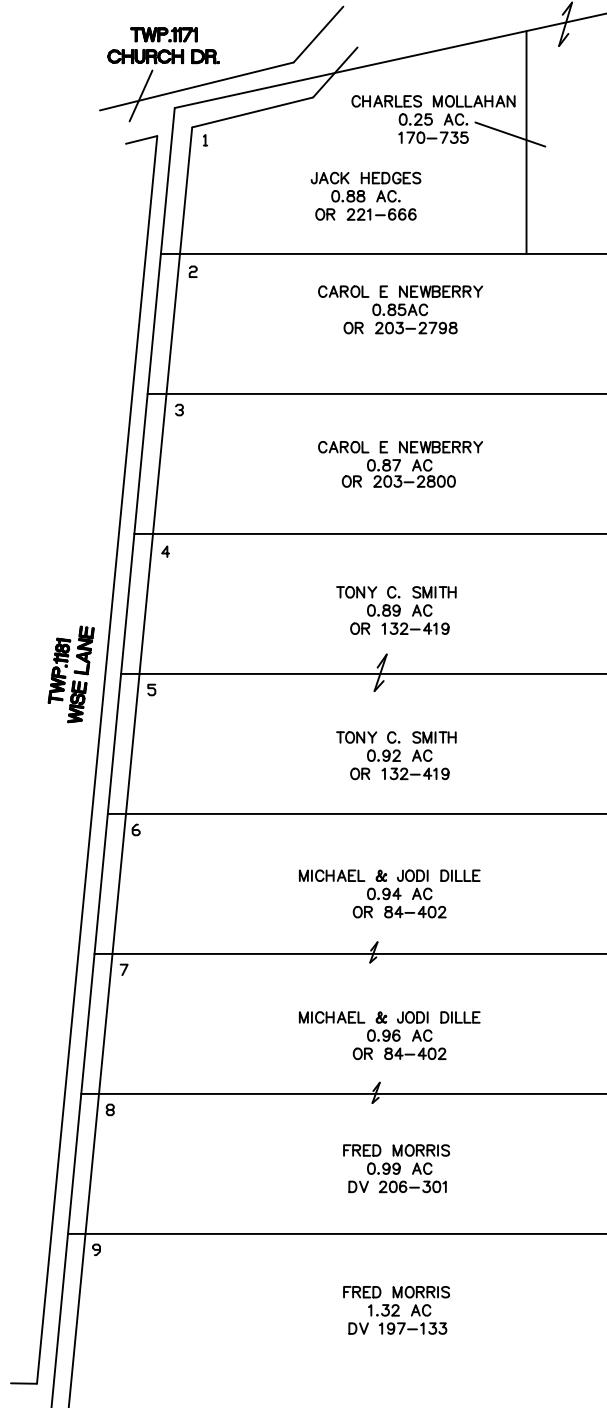 TWP.1171
CHURCH DR.
CHARLES MOLLAHAN
0.25 AC.
170-735
1
JACK HEDGES
0.88 AC.
OR 221-666
2
CAROL E NEWBERRY
0.85AC
OR 203-2798
3
CAROL E NEWBERRY
0.87 AC
OR 203-2800
4
TONY C. SMITH
0.89 AC
OR 132-419
TWP.1181
WISE LANE
5
TONY C. SMITH
0.92 AC
OR 132-419
6
MICHAEL & JODI DILLE
0.94 AC
OR 84-402
7
MICHAEL & JODI DILLE
0.96 AC
OR 84-402
8
FRED MORRIS
0.99 AC
DV 206-301
9
FRED MORRIS
1.32 AC
DV 197-133